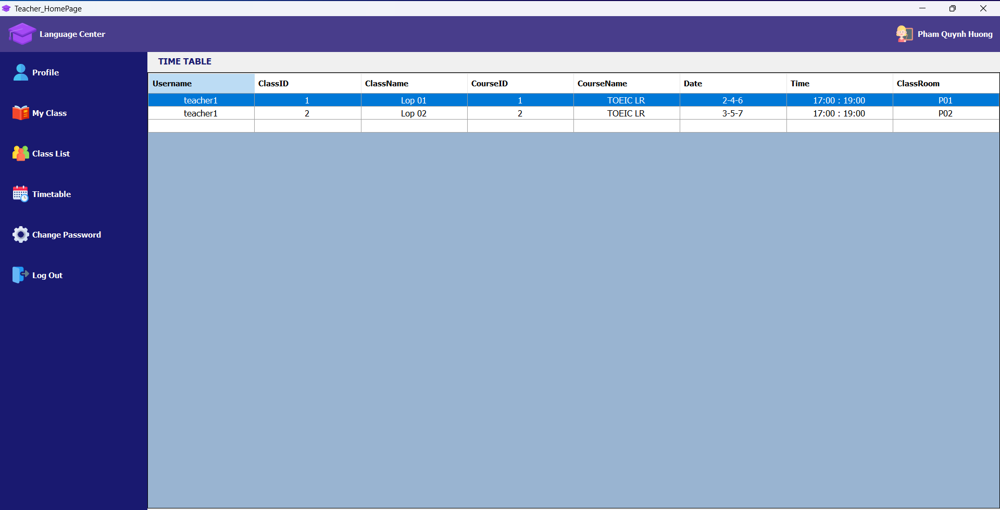 Teacher_HomePage
Language Center
Pham Quynh Huong
Profile
My Class
Class List
Timetable
Change Password
Log Out
TIME TABLE
Username ClassID ClassName CourseID CourseName Date Time ClassRoom
teacher1 1 Lop 01 1 TOEIC LR 2-4-6 17:00 : 19:00 P01
teacher1 2 Lop 02 2 TOEIC LR 3-5-7 17:00 : 19:00 P02